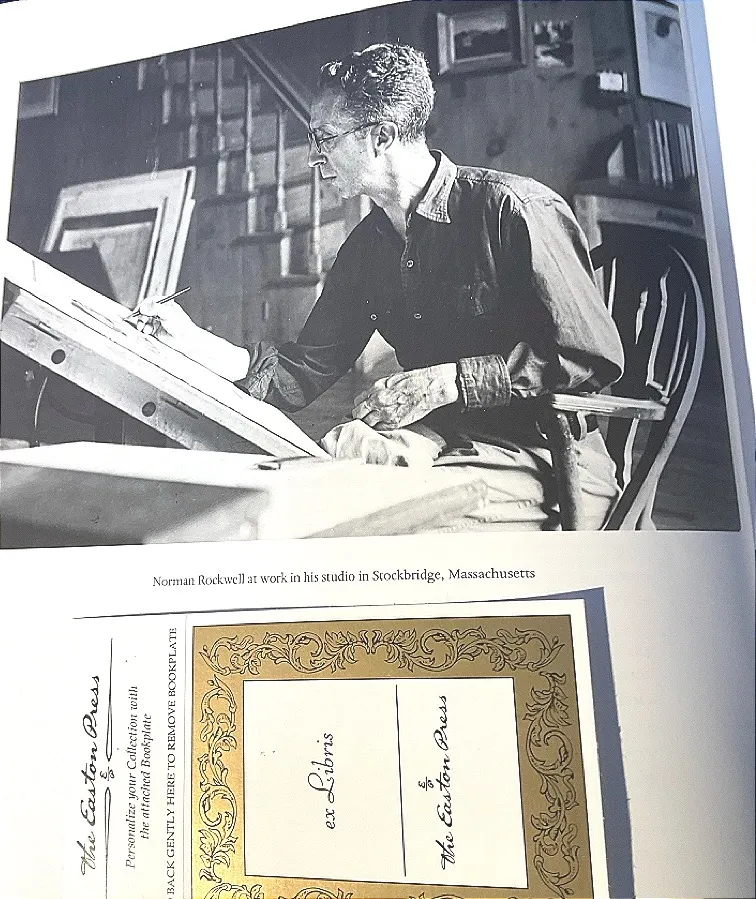 Norman Rockwell at work in his studio in Stockbridge, Massachusetts
The Easton Press
Personalize your Collection with
the attached Bookplate
BACK GENTLY HERE TO REMOVE BOOKPLATE
ex Libris
The Easton Press